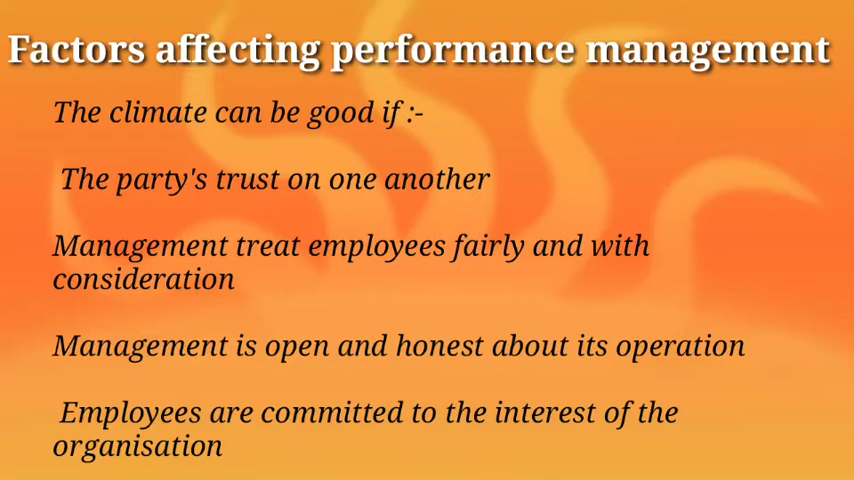 Factors affecting performance management
The climate can be good if :-
The party's trust on one another
Management treat employees fairly and with
consideration
Management is open and honest about its operation
Employees are committed to the interest of the
organisation